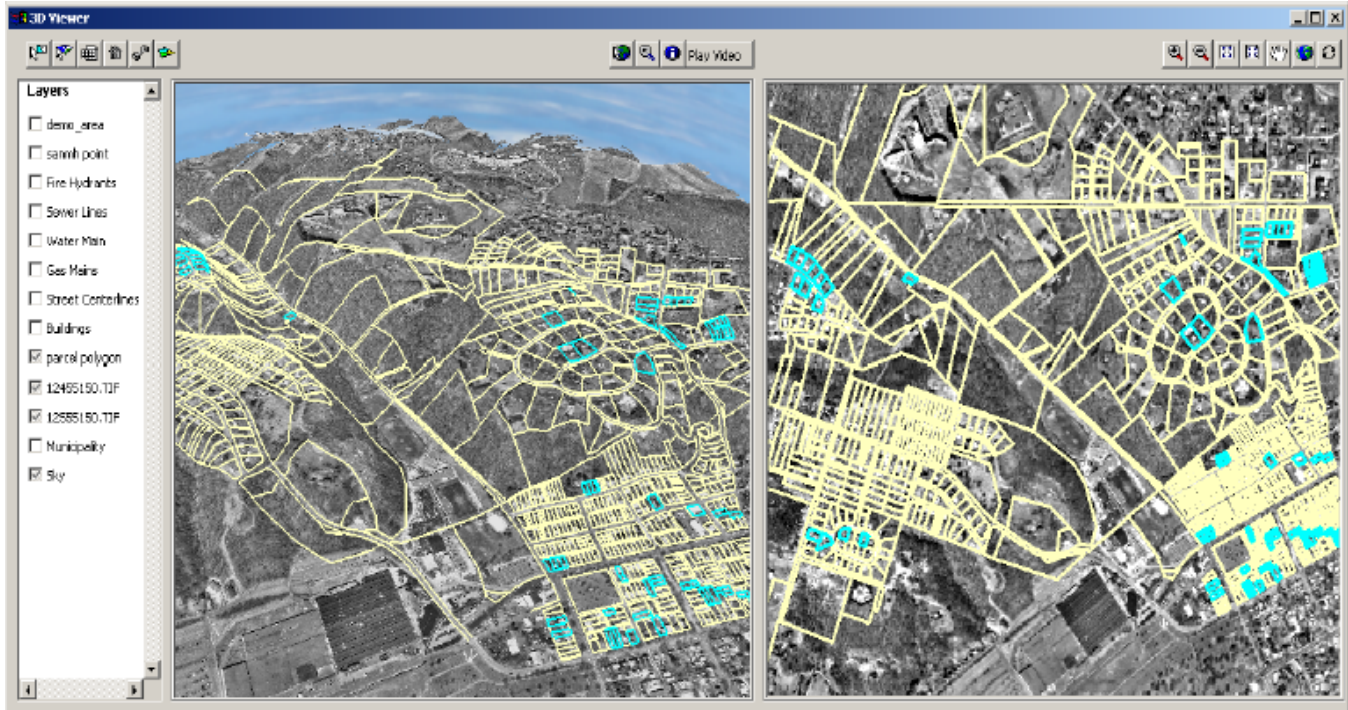 3D Viewer
Play Video
Layers
demo_area
sanmh point
Fire Hydrants
Sewer Lines
Water Main
Gas Mains
Street Centerlines
Buildings
parcel polygon
12455150.TIF
12555150.TIF
Municipality
Sky